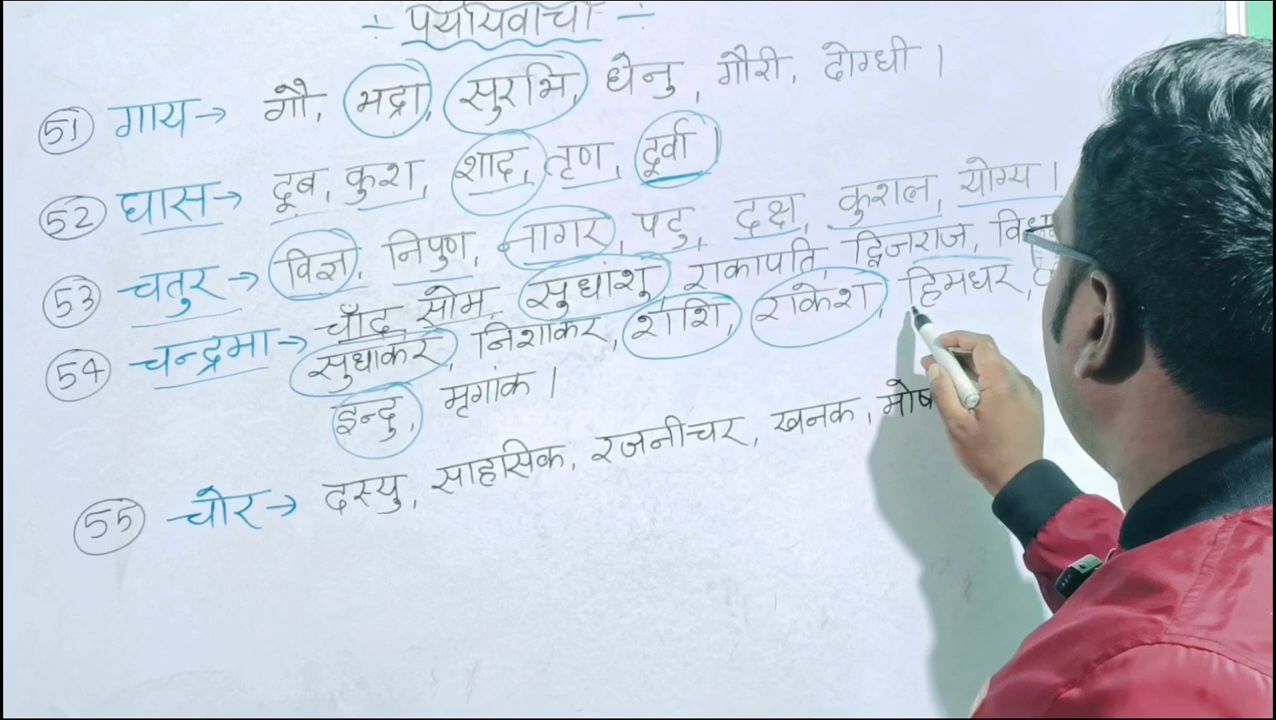 ÷ पर्यायवाची ÷
51 गाय → गौ, भद्रा, सुरभि, धेनु, गौरी, दोग्धी ।
52 घास → दूब, कुश, शाद, तृण, दूर्वा ।
53 चतुर → विज्ञ, निपुण, नागर, पटु, दक्ष, कुशल, योग्य ।
54 चन्द्रमा → चाँद, सोम, सुधांशु, राकापति, द्विजराज,
सुधाकर, निशाकर, शशि, राकेश, हिमधर,
इन्दु, मृगांक ।
55 चोर → दस्यु, साहसिक, रजनीचर, खनक,